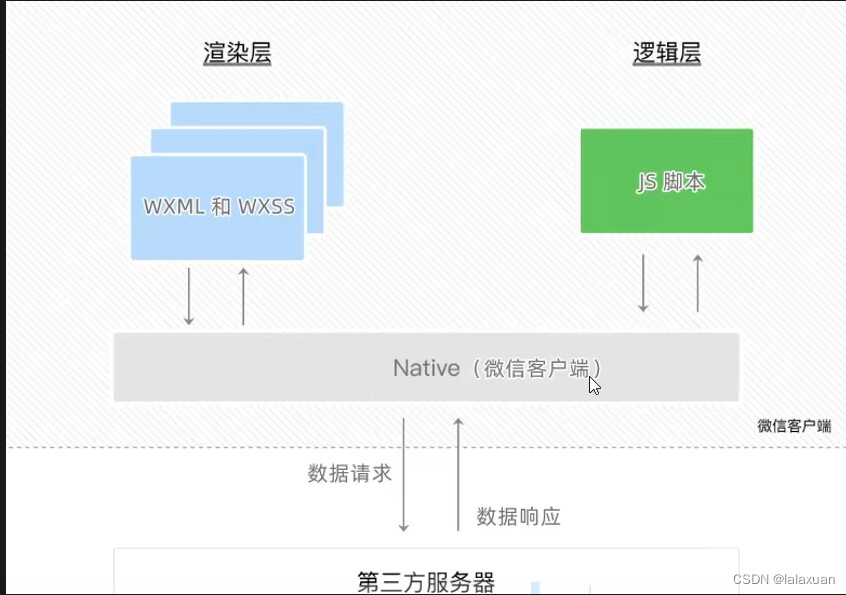 渲染层
逻辑层
WXML 和 WXSS
JS 脚本
Native（微信客户端）
微信客户端
数据请求
数据响应
第三方服务器
CSDN @lalaxuan